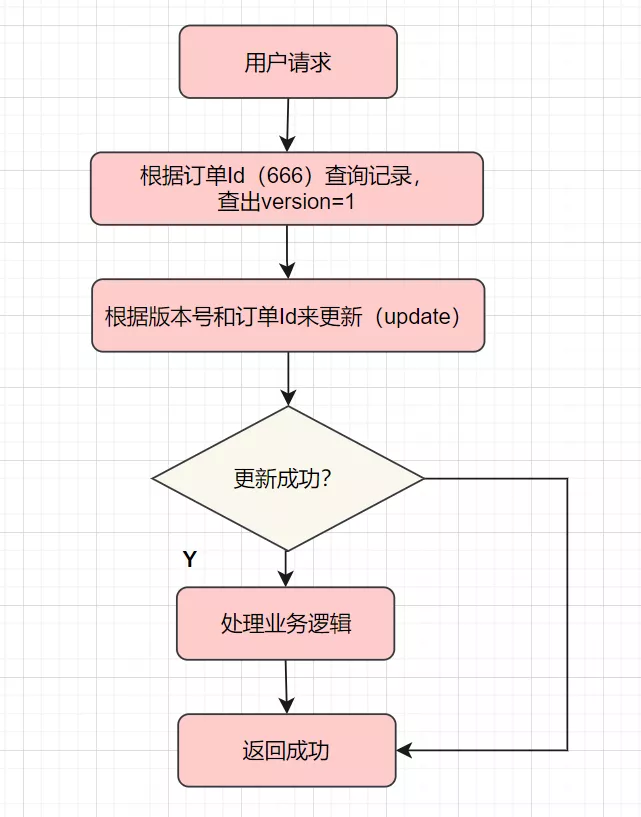 用户请求
根据订单Id（666）查询记录，
查出version=1
根据版本号和订单Id来更新（update）
更新成功？
Y
处理业务逻辑
返回成功